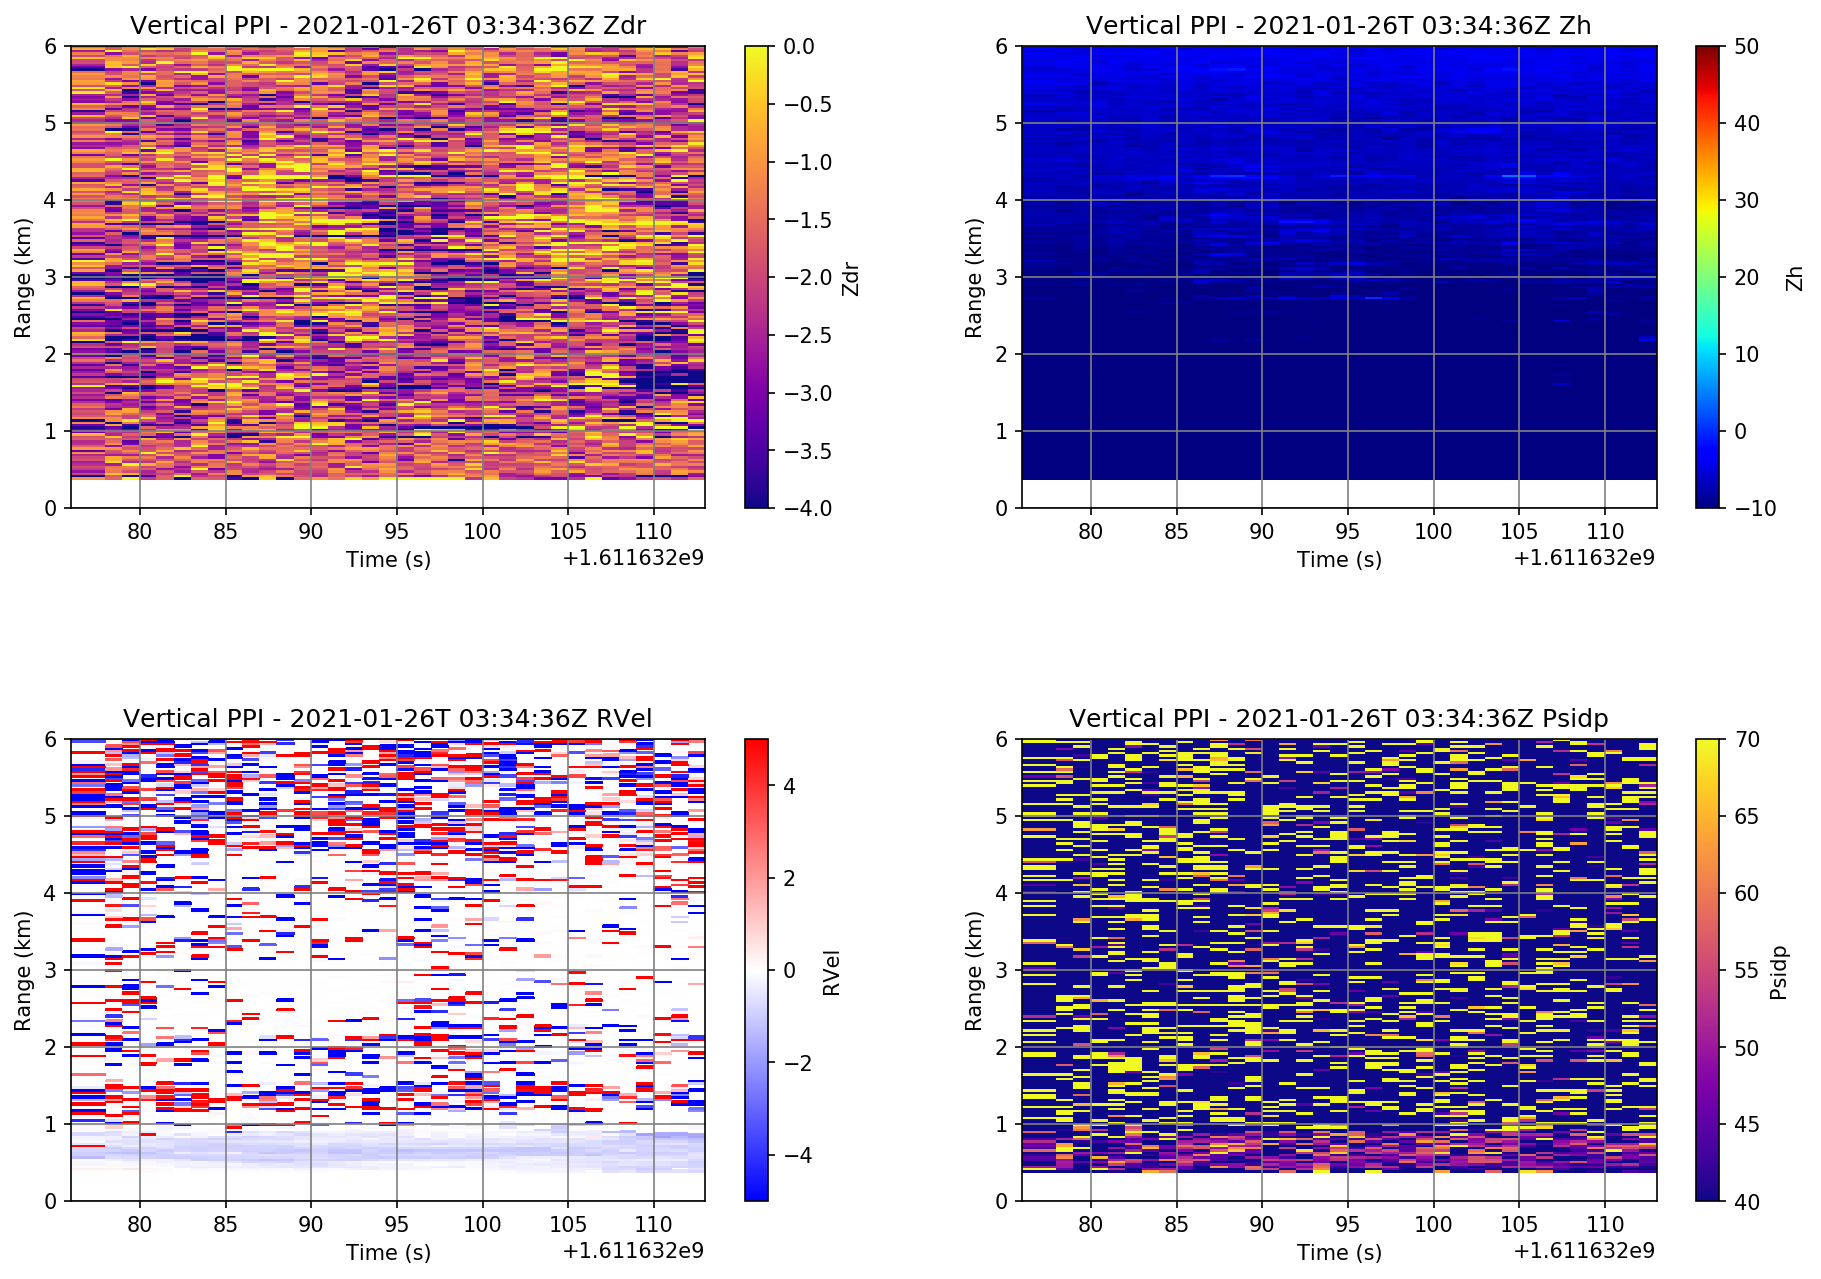 Vertical PPI - 2021-01-26T 03:34:36Z Zdr
6
5
4
3
2
1
0
Range (km)
80 85 90 95 100 105 110
Time (s)
+1.611632e9
0.0
−0.5
−1.0
−1.5
−2.0
−2.5
−3.0
−3.5
−4.0
Zdr
Vertical PPI - 2021-01-26T 03:34:36Z Zh
6
5
4
3
2
1
0
Range (km)
80 85 90 95 100 105 110
Time (s)
+1.611632e9
50
40
30
20
10
0
−10
Zh
Vertical PPI - 2021-01-26T 03:34:36Z RVel
6
5
4
3
2
1
0
Range (km)
80 85 90 95 100 105 110
Time (s)
+1.611632e9
4
2
0
−2
−4
RVel
Vertical PPI - 2021-01-26T 03:34:36Z Psidp
6
5
4
3
2
1
0
Range (km)
80 85 90 95 100 105 110
Time (s)
+1.611632e9
70
65
60
55
50
45
40
Psidp